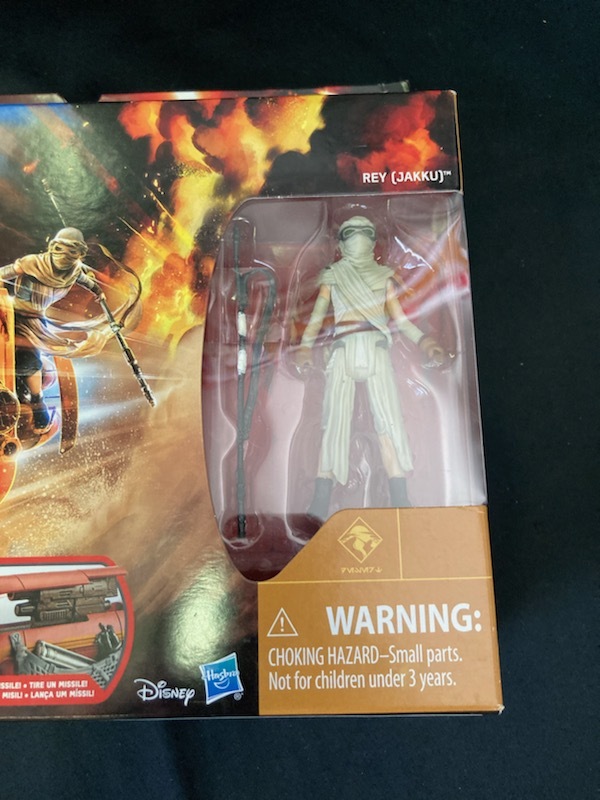 REY (JAKKU)™
⚠ WARNING:
CHOKING HAZARD–Small parts.
Not for children under 3 years.
SSILE! • TIRE UN MISSILE!
MISIL! • LANÇA UM MÍSSIL!
Disney
Hasbro®